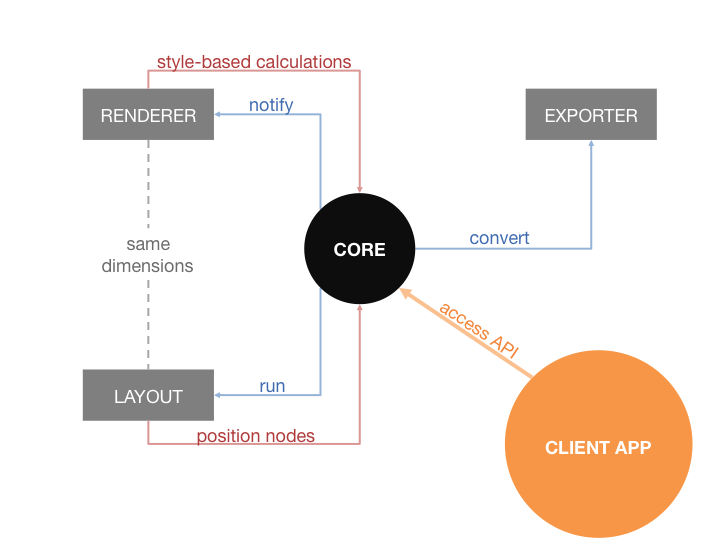 style-based calculations
notify
RENDERER
EXPORTER
same
dimensions
CORE
convert
access API
run
LAYOUT
position nodes
CLIENT APP